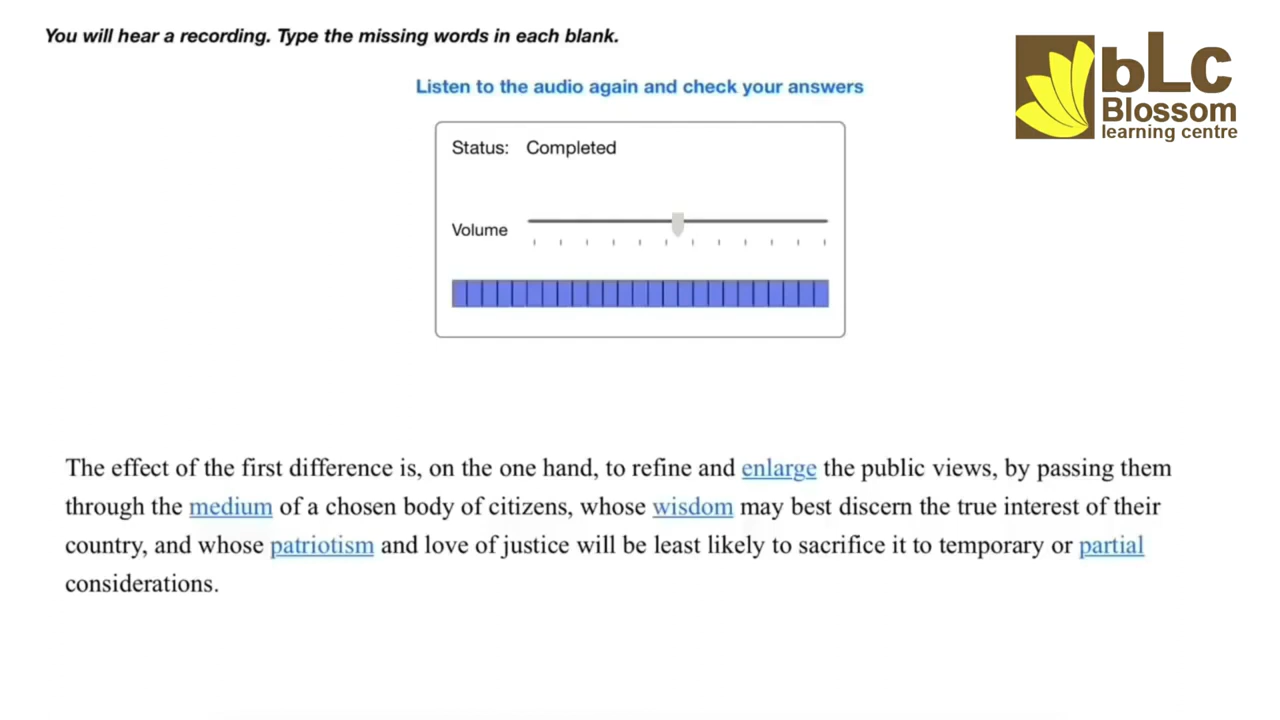 You will hear a recording. Type the missing words in each blank.
Listen to the audio again and check your answers
bLc
Blossom
learning centre
Status: Completed
Volume
The effect of the first difference is, on the one hand, to refine and enlarge the public views, by passing them
through the medium of a chosen body of citizens, whose wisdom may best discern the true interest of their
country, and whose patriotism and love of justice will be least likely to sacrifice it to temporary or partial
considerations.